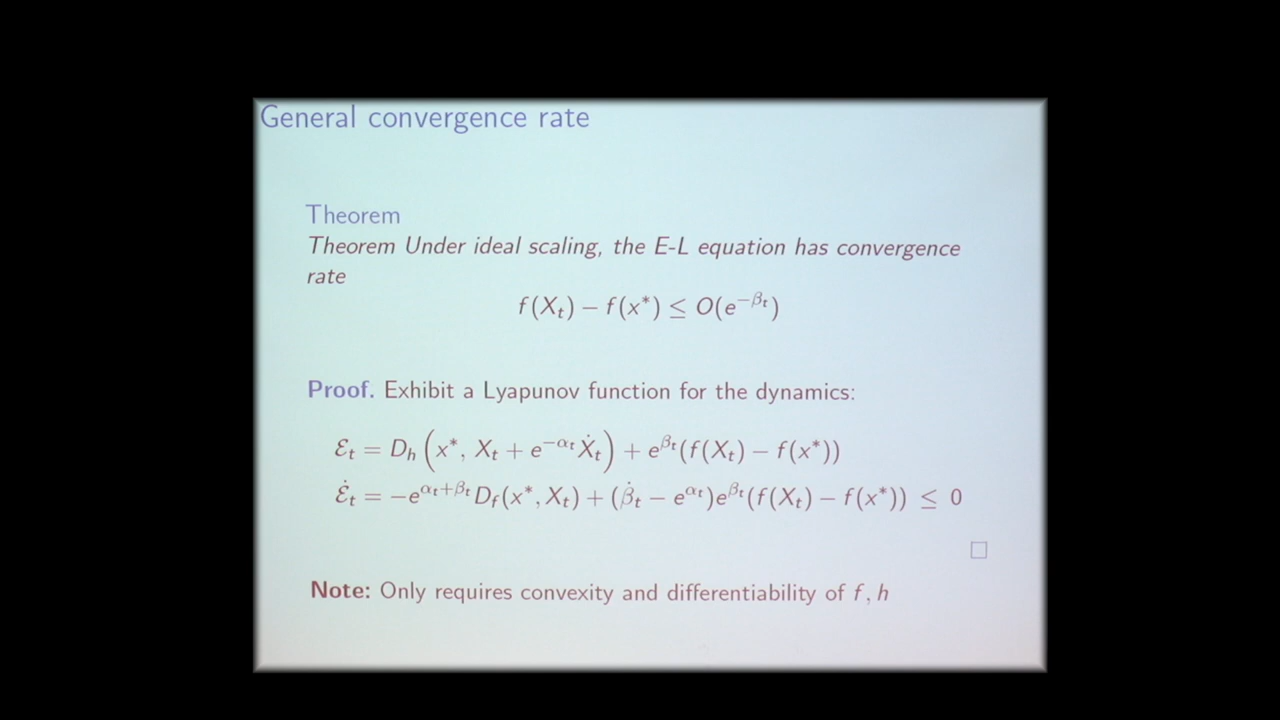 General convergence rate
Theorem
Theorem Under ideal scaling, the E-L equation has convergence
rate
f(X_t) − f(x*) ≤ O(e^{−β_t})
Proof. Exhibit a Lyapunov function for the dynamics:
ℰ_t = D_h (x*, X_t + e^{−α_t} Ẋ_t) + e^{β_t}(f(X_t) − f(x*))
ℰ̇_t = −e^{α_t+β_t} D_f(x*, X_t) + (β̇_t − e^{α_t})e^{β_t}(f(X_t) − f(x*)) ≤ 0
□
Note: Only requires convexity and differentiability of f, h